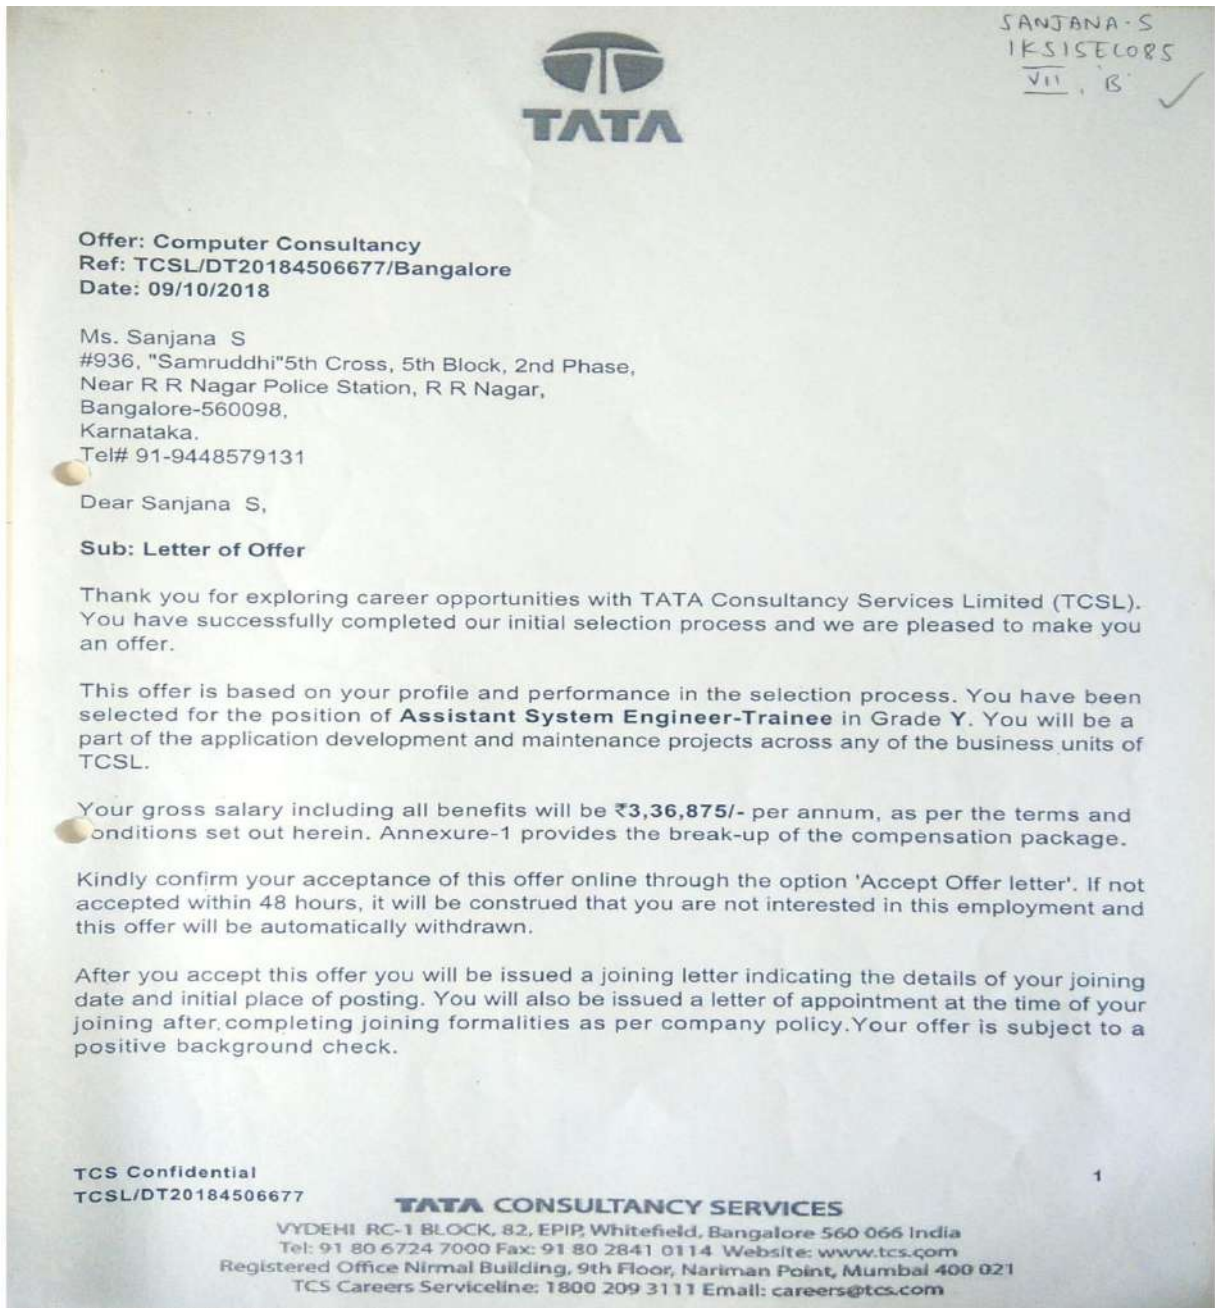 SANJANA-S
1KS15EC085
VII, 'B'
TATA
Offer: Computer Consultancy
Ref: TCSL/DT20184506677/Bangalore
Date: 09/10/2018
Ms. Sanjana S
#936, "Samruddhi"5th Cross, 5th Block, 2nd Phase,
Near R R Nagar Police Station, R R Nagar,
Bangalore-560098,
Karnataka.
Tel# 91-9448579131
Dear Sanjana S,
Sub: Letter of Offer
Thank you for exploring career opportunities with TATA Consultancy Services Limited (TCSL).
You have successfully completed our initial selection process and we are pleased to make you
an offer.
This offer is based on your profile and performance in the selection process. You have been
selected for the position of Assistant System Engineer-Trainee in Grade Y. You will be a
part of the application development and maintenance projects across any of the business units of
TCSL.
Your gross salary including all benefits will be ₹3,36,875/- per annum, as per the terms and
onditions set out herein. Annexure-1 provides the break-up of the compensation package.
Kindly confirm your acceptance of this offer online through the option 'Accept Offer letter'. If not
accepted within 48 hours, it will be construed that you are not interested in this employment and
this offer will be automatically withdrawn.
After you accept this offer you will be issued a joining letter indicating the details of your joining
date and initial place of posting. You will also be issued a letter of appointment at the time of your
joining after completing joining formalities as per company policy.Your offer is subject to a
positive background check.
TCS Confidential
TCSL/DT20184506677
1
TATA CONSULTANCY SERVICES
VYDEHI RC-1 BLOCK, 82, EPIP, Whitefield, Bangalore 560 066 India
Tel: 91 80 6724 7000 Fax: 91 80 2841 0114 Website: www.tcs.com
Registered Office Nirmal Building, 9th Floor, Nariman Point, Mumbai 400 021
TCS Careers Serviceline: 1800 209 3111 Email: careers@tcs.com